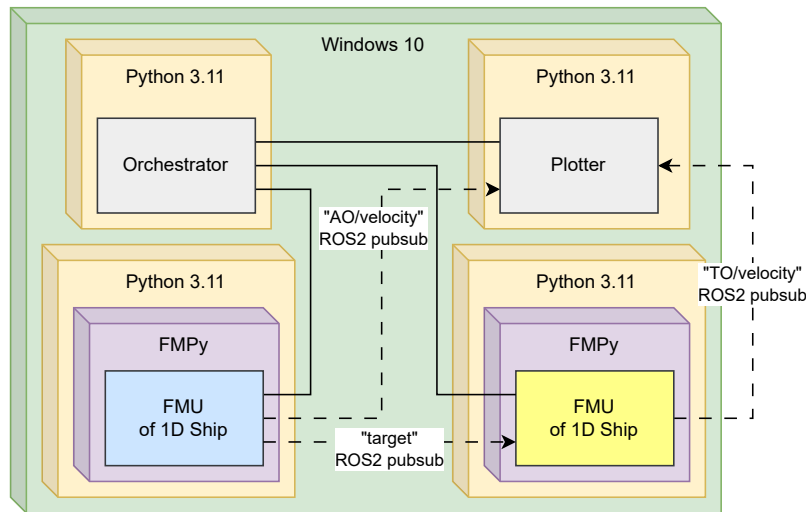 Windows 10
Python 3.11
Python 3.11
Orchestrator
Plotter
"AO/velocity"
ROS2 pubsub
Python 3.11
Python 3.11
"TO/velocity"
ROS2 pubsub
FMPy
FMPy
FMU
of 1D Ship
FMU
of 1D Ship
"target"
ROS2 pubsub